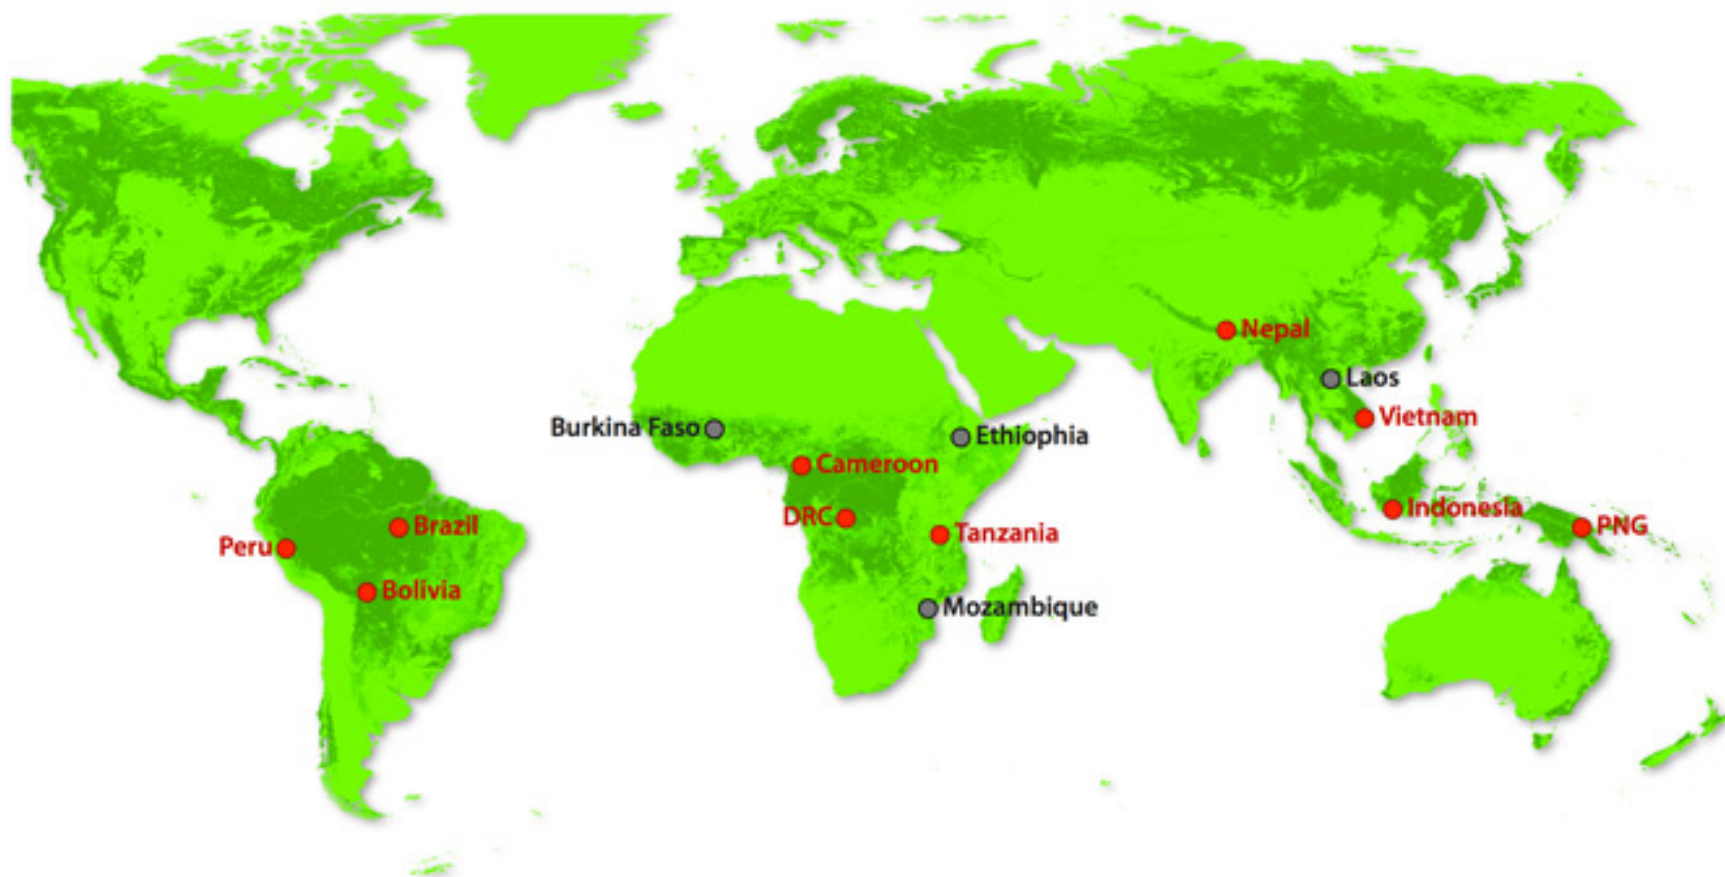 Nepal
Laos
Vietnam
Burkina Faso
Ethiophia
Cameroon
Indonesia
DRC
Brazil
PNG
Tanzania
Peru
Bolivia
Mozambique